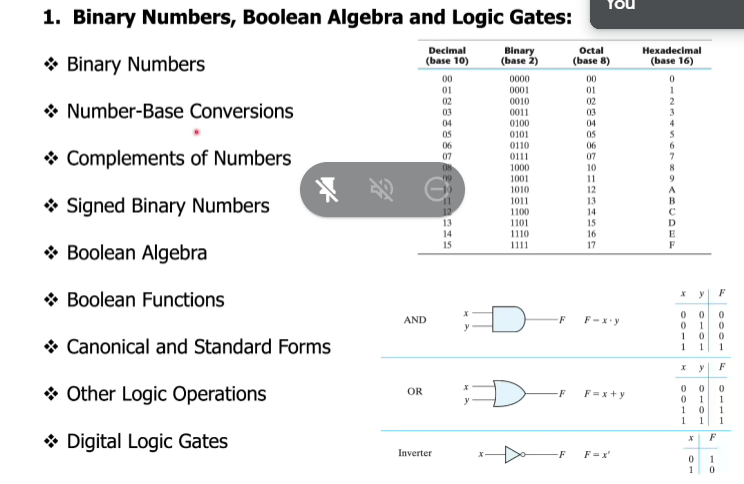 You
1. Binary Numbers, Boolean Algebra and Logic Gates:
❖ Binary Numbers
❖ Number-Base Conversions
❖ Complements of Numbers
❖ Signed Binary Numbers
❖ Boolean Algebra
❖ Boolean Functions
❖ Canonical and Standard Forms
❖ Other Logic Operations
❖ Digital Logic Gates
Decimal (base 10) Binary (base 2) Octal (base 8) Hexadecimal (base 16)
00 0000 00 0
01 0001 01 1
02 0010 02 2
03 0011 03 3
04 0100 04 4
05 0101 05 5
06 0110 06 6
07 0111 07 7
08 1000 10 8
09 1001 11 9
10 1010 12 A
11 1011 13 B
12 1100 14 C
13 1101 15 D
14 1110 16 E
15 1111 17 F
AND x y F F = x · y
x y F
0 0 0
0 1 0
1 0 0
1 1 1
OR x y F F = x + y
x y F
0 0 0
0 1 1
1 0 1
1 1 1
Inverter x F F = x'
x F
0 1
1 0